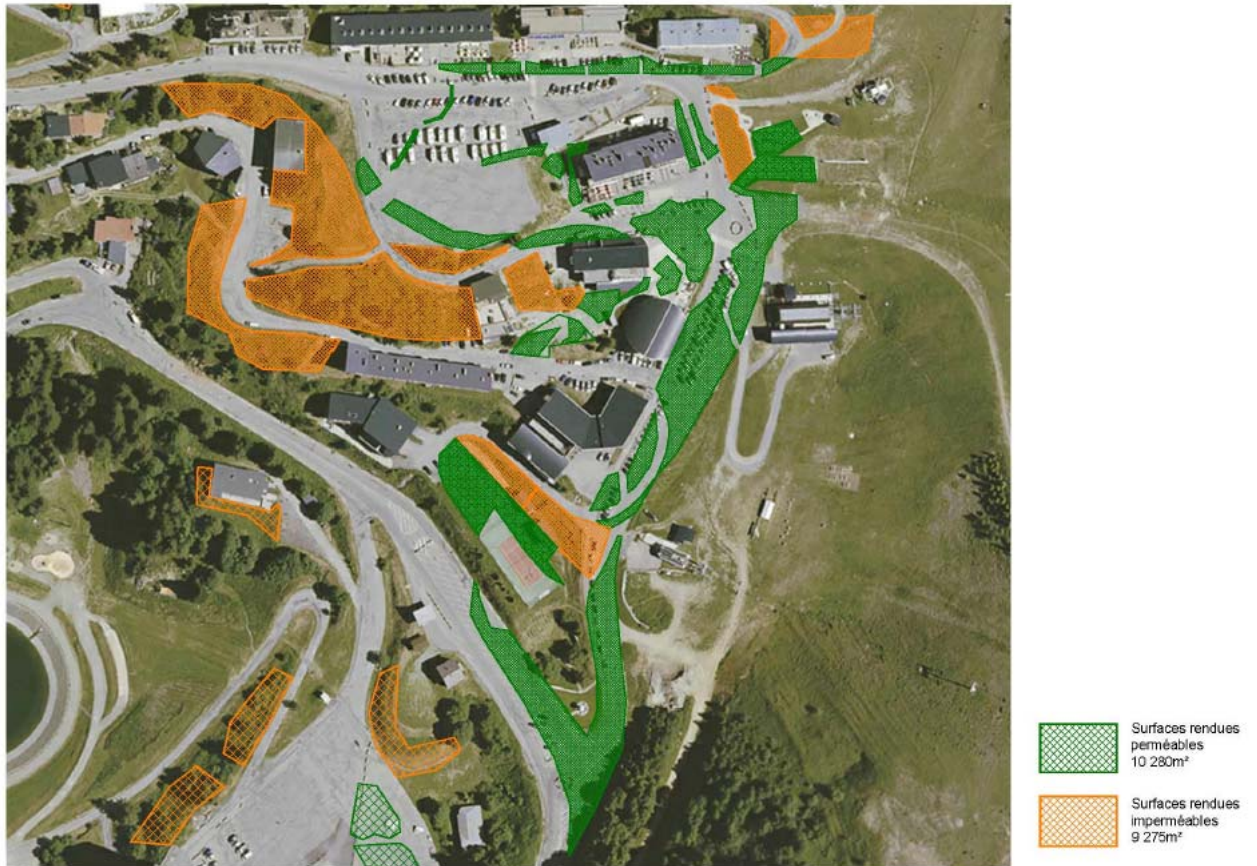 Surfaces rendues
perméables
10 280m²
Surfaces rendues
imperméables
9 275m²